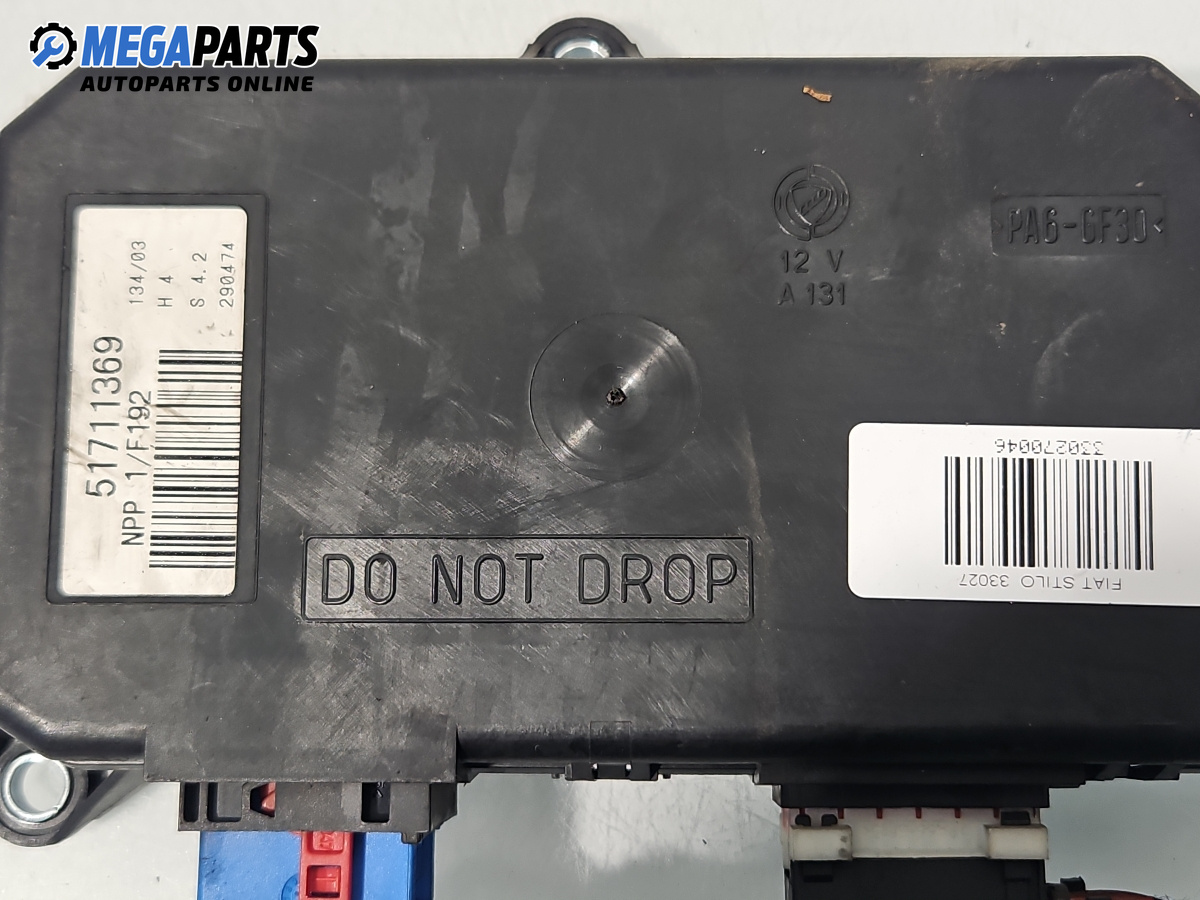 MEGAPARTS
AUTOPARTS ONLINE
134/03
H 4
S 4.2
290474
51711369
NPP 1/F192
12 V
A 131
PA6-GF30
DO NOT DROP
330270046
FIAT STILO 33027